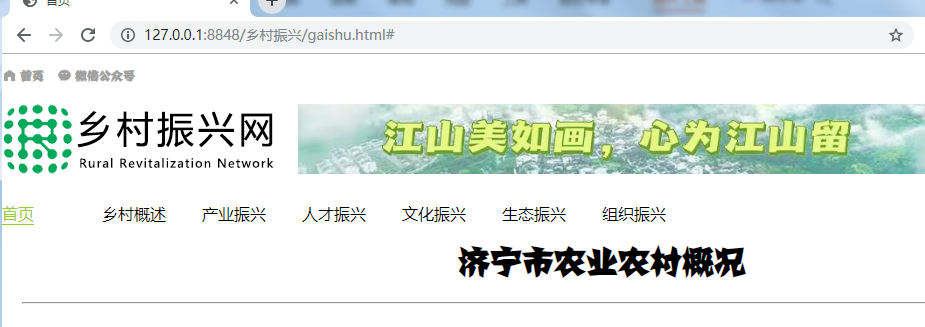 首页
127.0.0.1:8848/乡村振兴/gaishu.html#
首页 微信公众号
乡村振兴网
Rural Revitalization Network
江山美如画，心为江山留
首页 乡村概述 产业振兴 人才振兴 文化振兴 生态振兴 组织振兴
济宁市农业农村概况